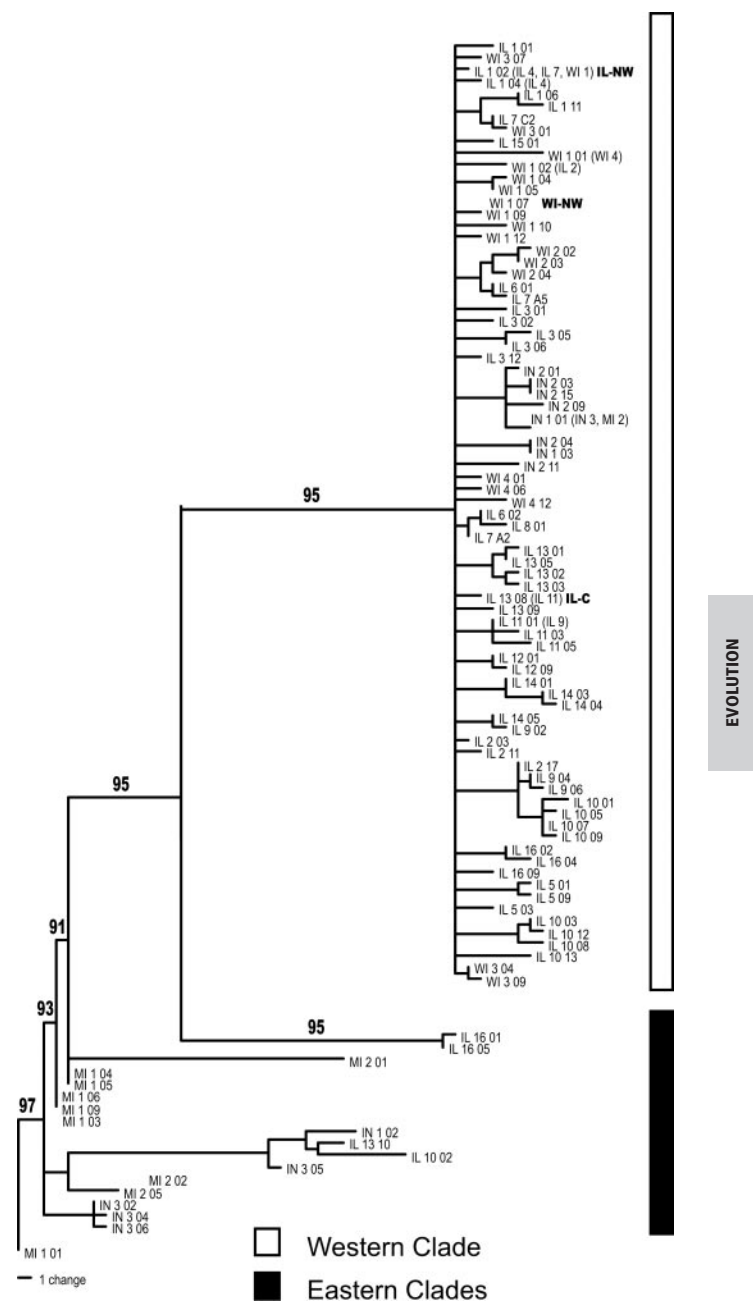 IL 1 01
WI 3 07
IL 1 02 (IL 4, IL 7, WI 1) IL-NW
IL 1 04 (IL 4)
IL 1 06
IL 1 11
IL 7 C2
WI 3 01
IL 15 01
WI 1 01 (WI 4)
WI 1 02 (IL 2)
WI 1 04
WI 1 05
WI 1 07 WI-NW
WI 1 09
WI 1 10
WI 1 12
WI 2 02
WI 2 03
WI 2 04
IL 6 01
IL 7 A5
IL 3 01
IL 3 02
IL 3 05
IL 3 06
IL 3 12
IN 2 01
IN 2 03
IN 2 15
IN 2 09
IN 1 01 (IN 3, MI 2)
IN 2 04
IN 1 03
IN 2 11
WI 4 01
WI 4 06
95
WI 4 12
IL 6 02
IL 8 01
IL 7 A2
IL 13 01
IL 13 05
IL 13 02
IL 13 03
IL 13 08 (IL 11) IL-C
IL 13 09
IL 11 01 (IL 9)
IL 11 03
IL 11 05
IL 12 01
IL 12 09
EVOLUTION
IL 14 01
IL 14 03
IL 14 04
IL 14 05
IL 9 02
IL 2 03
IL 2 11
IL 2 17
IL 9 04
95
IL 9 06
IL 10 01
IL 10 05
IL 10 07
IL 10 09
IL 16 02
IL 16 04
IL 16 09
IL 5 01
IL 5 09
IL 5 03
91
IL 10 03
IL 10 12
IL 10 08
IL 10 13
WI 3 04
WI 3 09
93
95
IL 16 01
IL 16 05
MI 2 01
MI 1 04
MI 1 05
MI 1 06
97
MI 1 09
MI 1 03
IN 1 02
IL 13 10
IL 10 02
IN 3 05
MI 2 02
MI 2 05
IN 3 02
IN 3 04
IN 3 06
MI 1 01
Western Clade
1 change
Eastern Clades